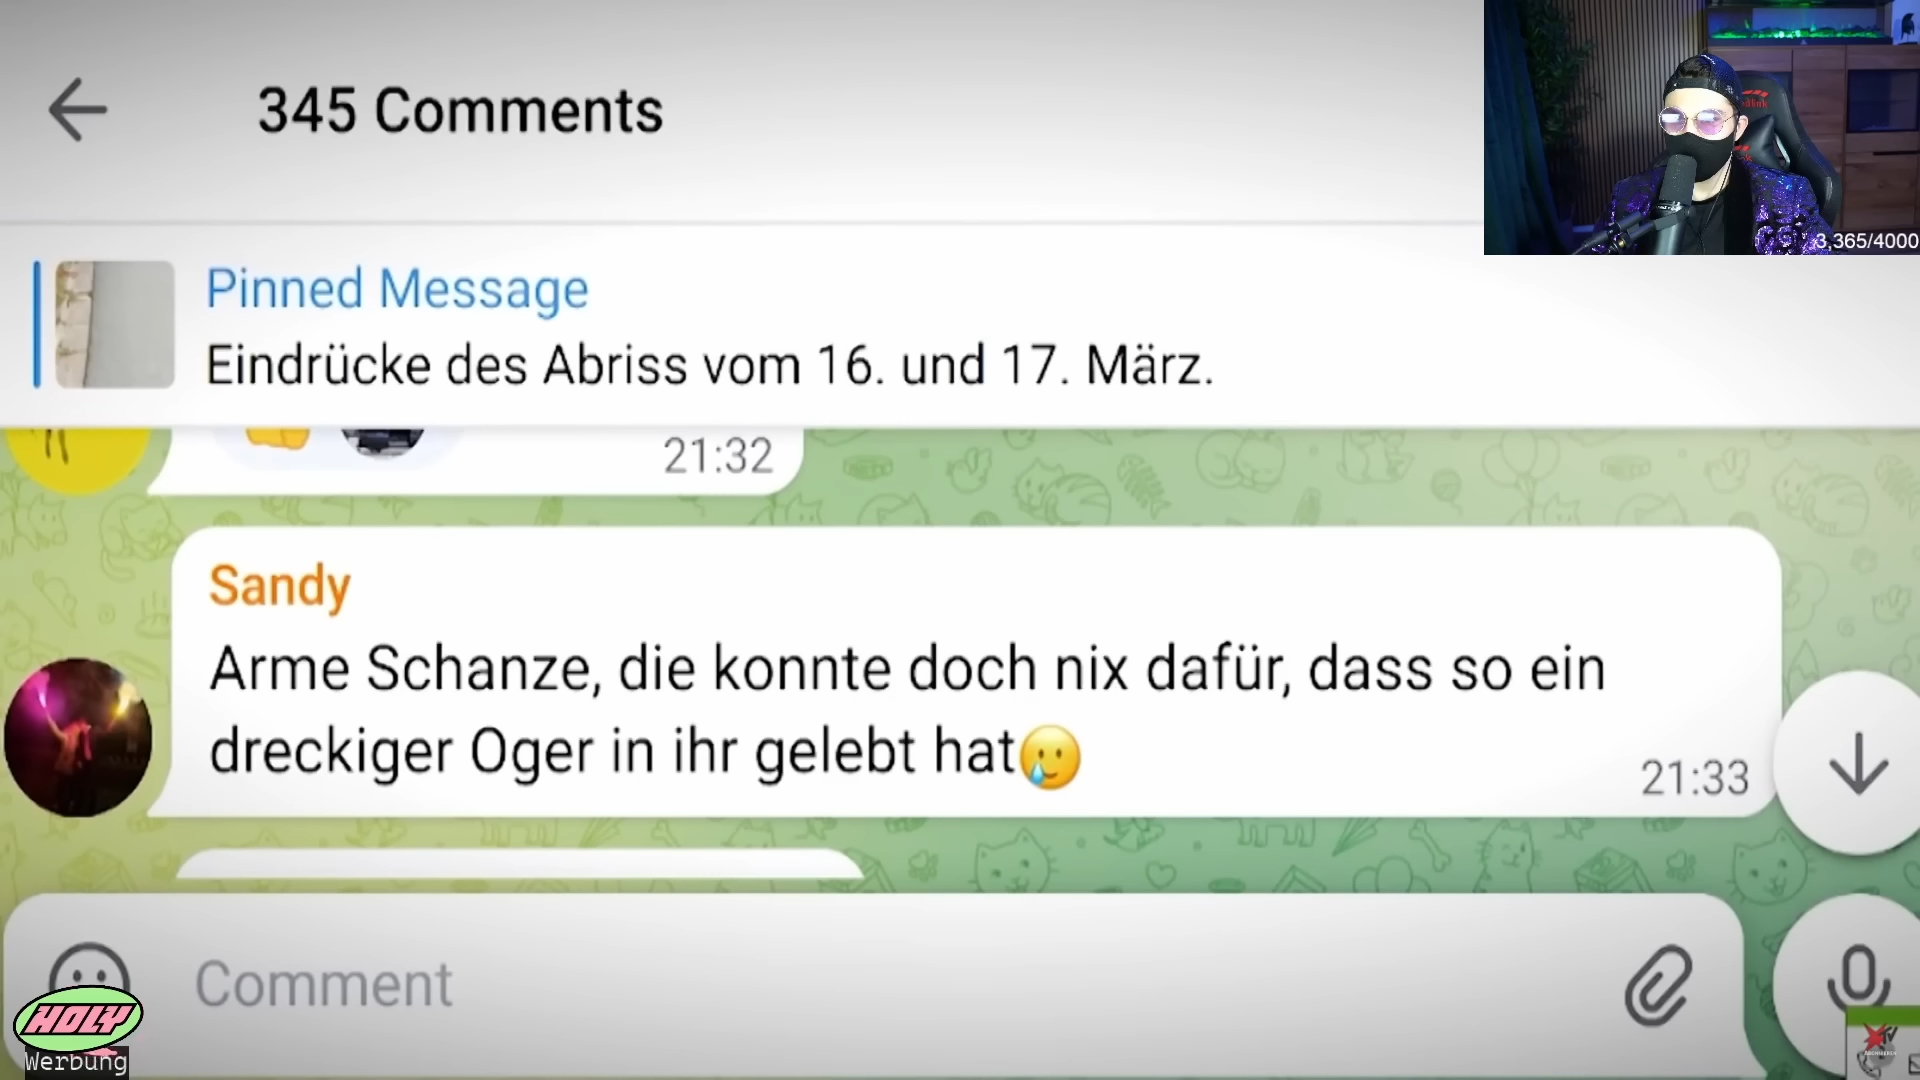 345 Comments
3,365/4000
Pinned Message
Eindrücke des Abriss vom 16. und 17. März.
21:32
Sandy
Arme Schanze, die konnte doch nix dafür, dass so ein
dreckiger Oger in ihr gelebt hat🥲
21:33
Comment
HOLY
Werbung